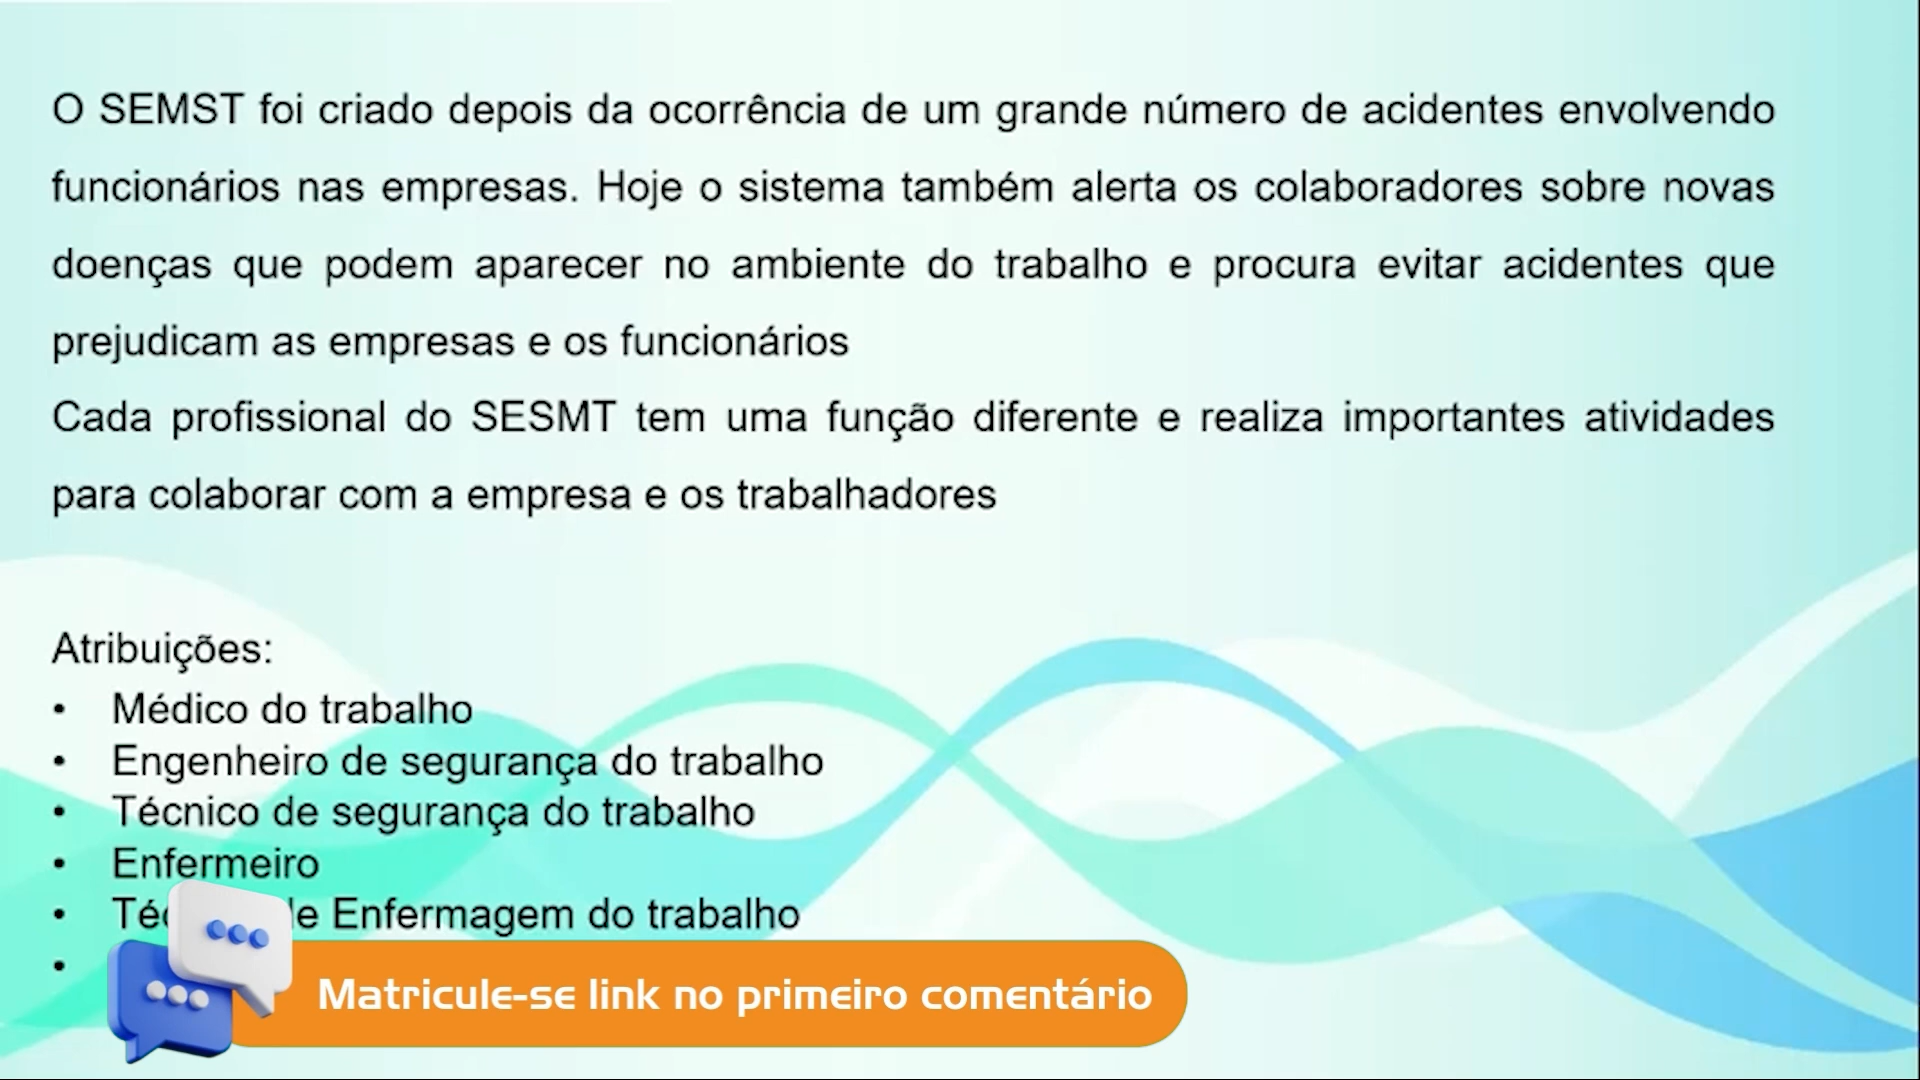 O SEMST foi criado depois da ocorrência de um grande número de acidentes envolvendo
funcionários nas empresas. Hoje o sistema também alerta os colaboradores sobre novas
doenças que podem aparecer no ambiente do trabalho e procura evitar acidentes que
prejudicam as empresas e os funcionários
Cada profissional do SESMT tem uma função diferente e realiza importantes atividades
para colaborar com a empresa e os trabalhadores
Atribuições:
• Médico do trabalho
• Engenheiro de segurança do trabalho
• Técnico de segurança do trabalho
• Enfermeiro
• Enfermagem do trabalho
•
Matricule-se link no primeiro comentário